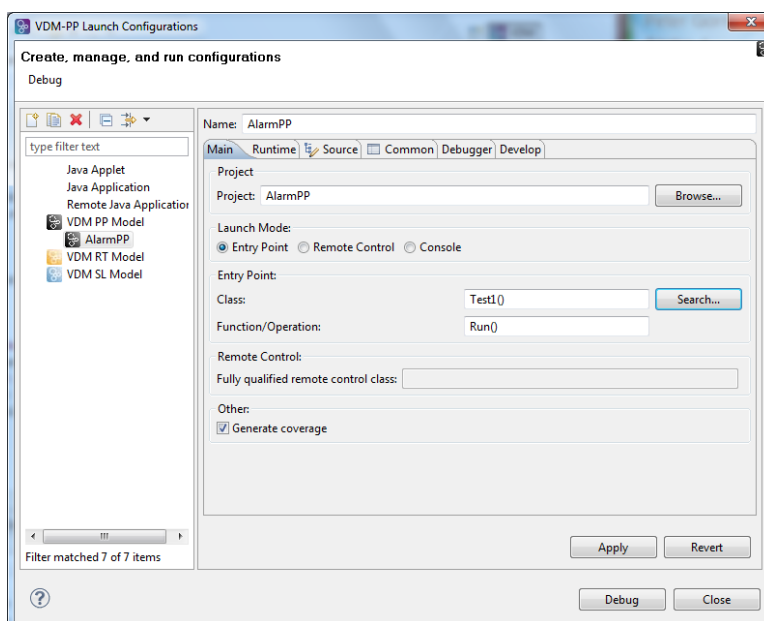 VDM-PP Launch Configurations
Create, manage, and run configurations
Debug
type filter text
Java Applet
Java Application
Remote Java Application
VDM PP Model
AlarmPP
VDM RT Model
VDM SL Model
Filter matched 7 of 7 items
Name: AlarmPP
Main Runtime Source Common Debugger Develop
Project
Project: AlarmPP Browse...
Launch Mode:
Entry Point Remote Control Console
Entry Point:
Class: Test1() Search...
Function/Operation: Run()
Remote Control:
Fully qualified remote control class:
Other:
Generate coverage
Apply Revert
Debug Close